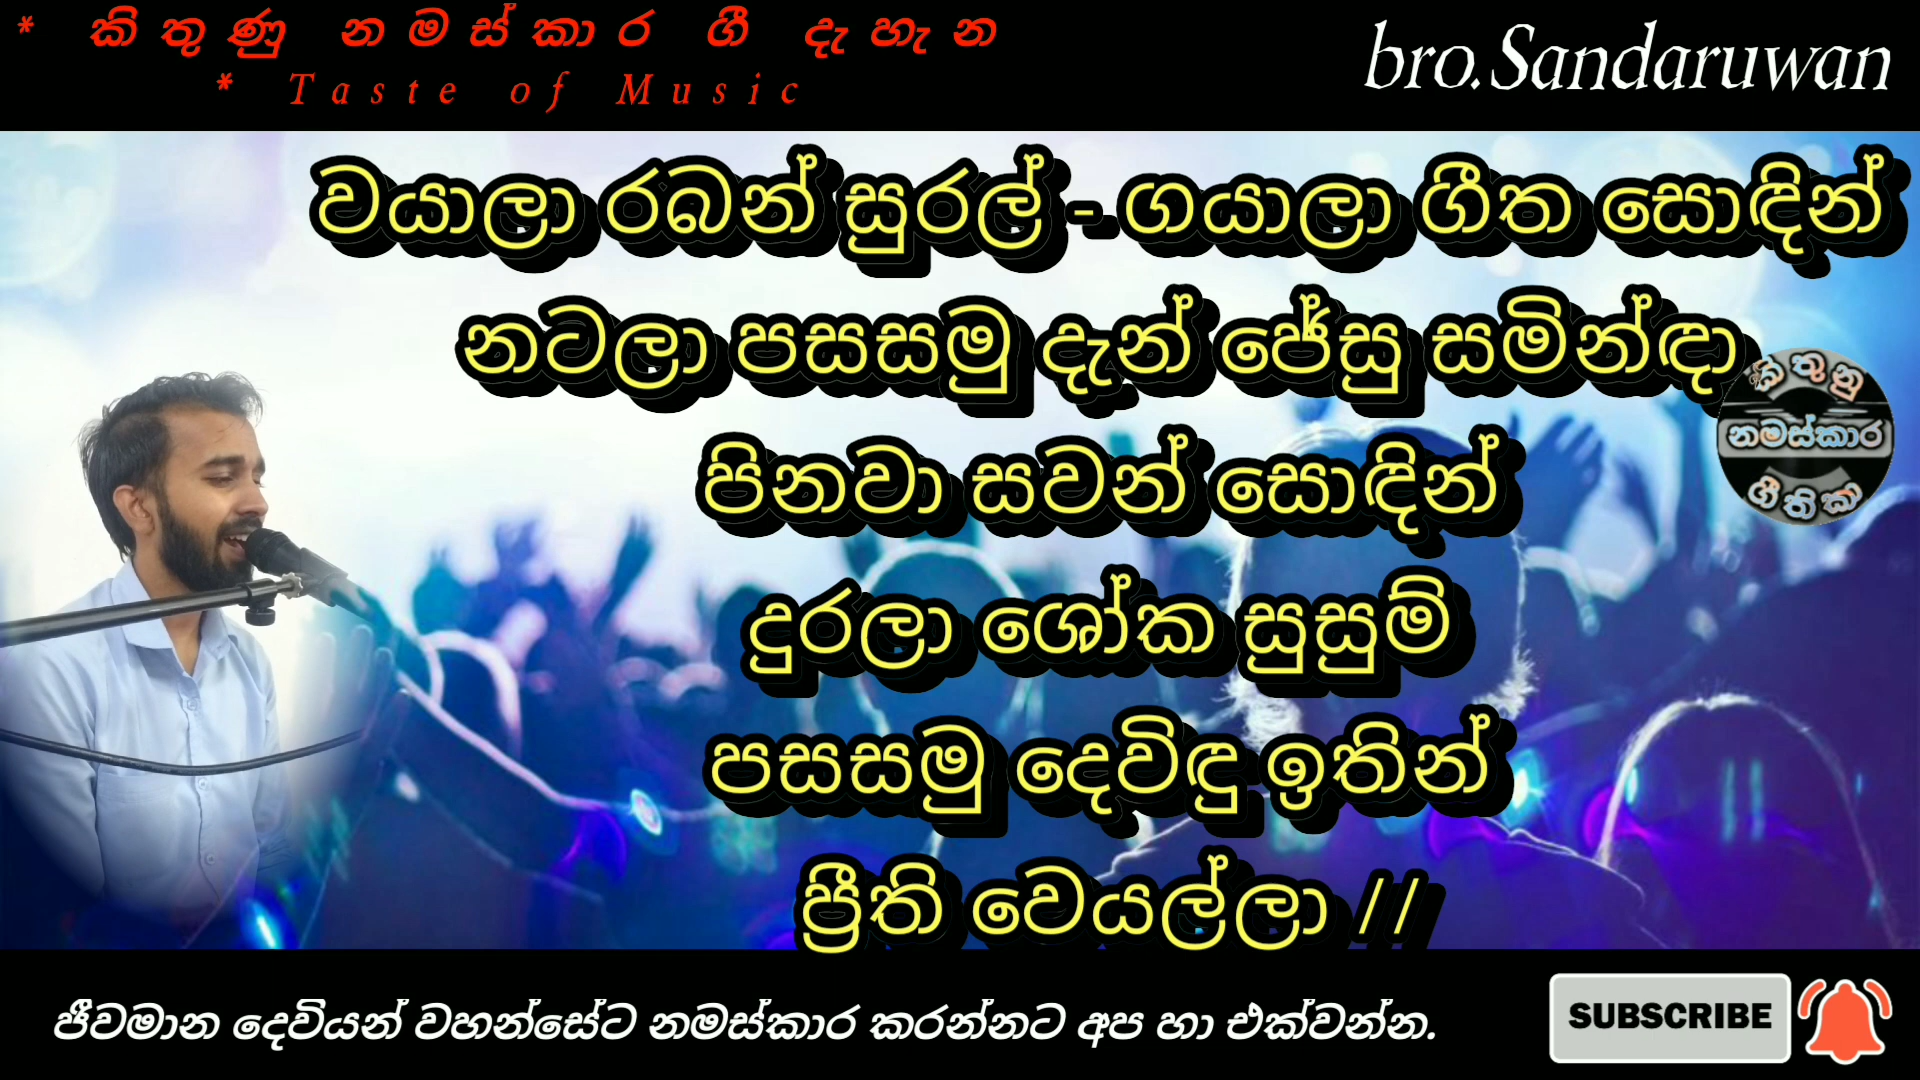 * කිතුණු නමස්කාර ගී දැහැන
* Taste of Music
bro.Sandaruwan
වයාලා රබන් සුරල් - ගයාලා ගීත සොඳින්
නටලා පසසමු දැන් ජේසු සමින්ඳා
පිනවා සවන් සොඳින්
දුරලා ශෝක සුසුම්
පසසමු දෙවිඳු ඉතින්
ප්‍රීති වෙයල්ලා //
කිතුනු
නමස්කාර
ගීතිකා
ජීවමාන දෙවියන් වහන්සේට නමස්කාර කරන්නට අප හා එක්වන්න.
SUBSCRIBE